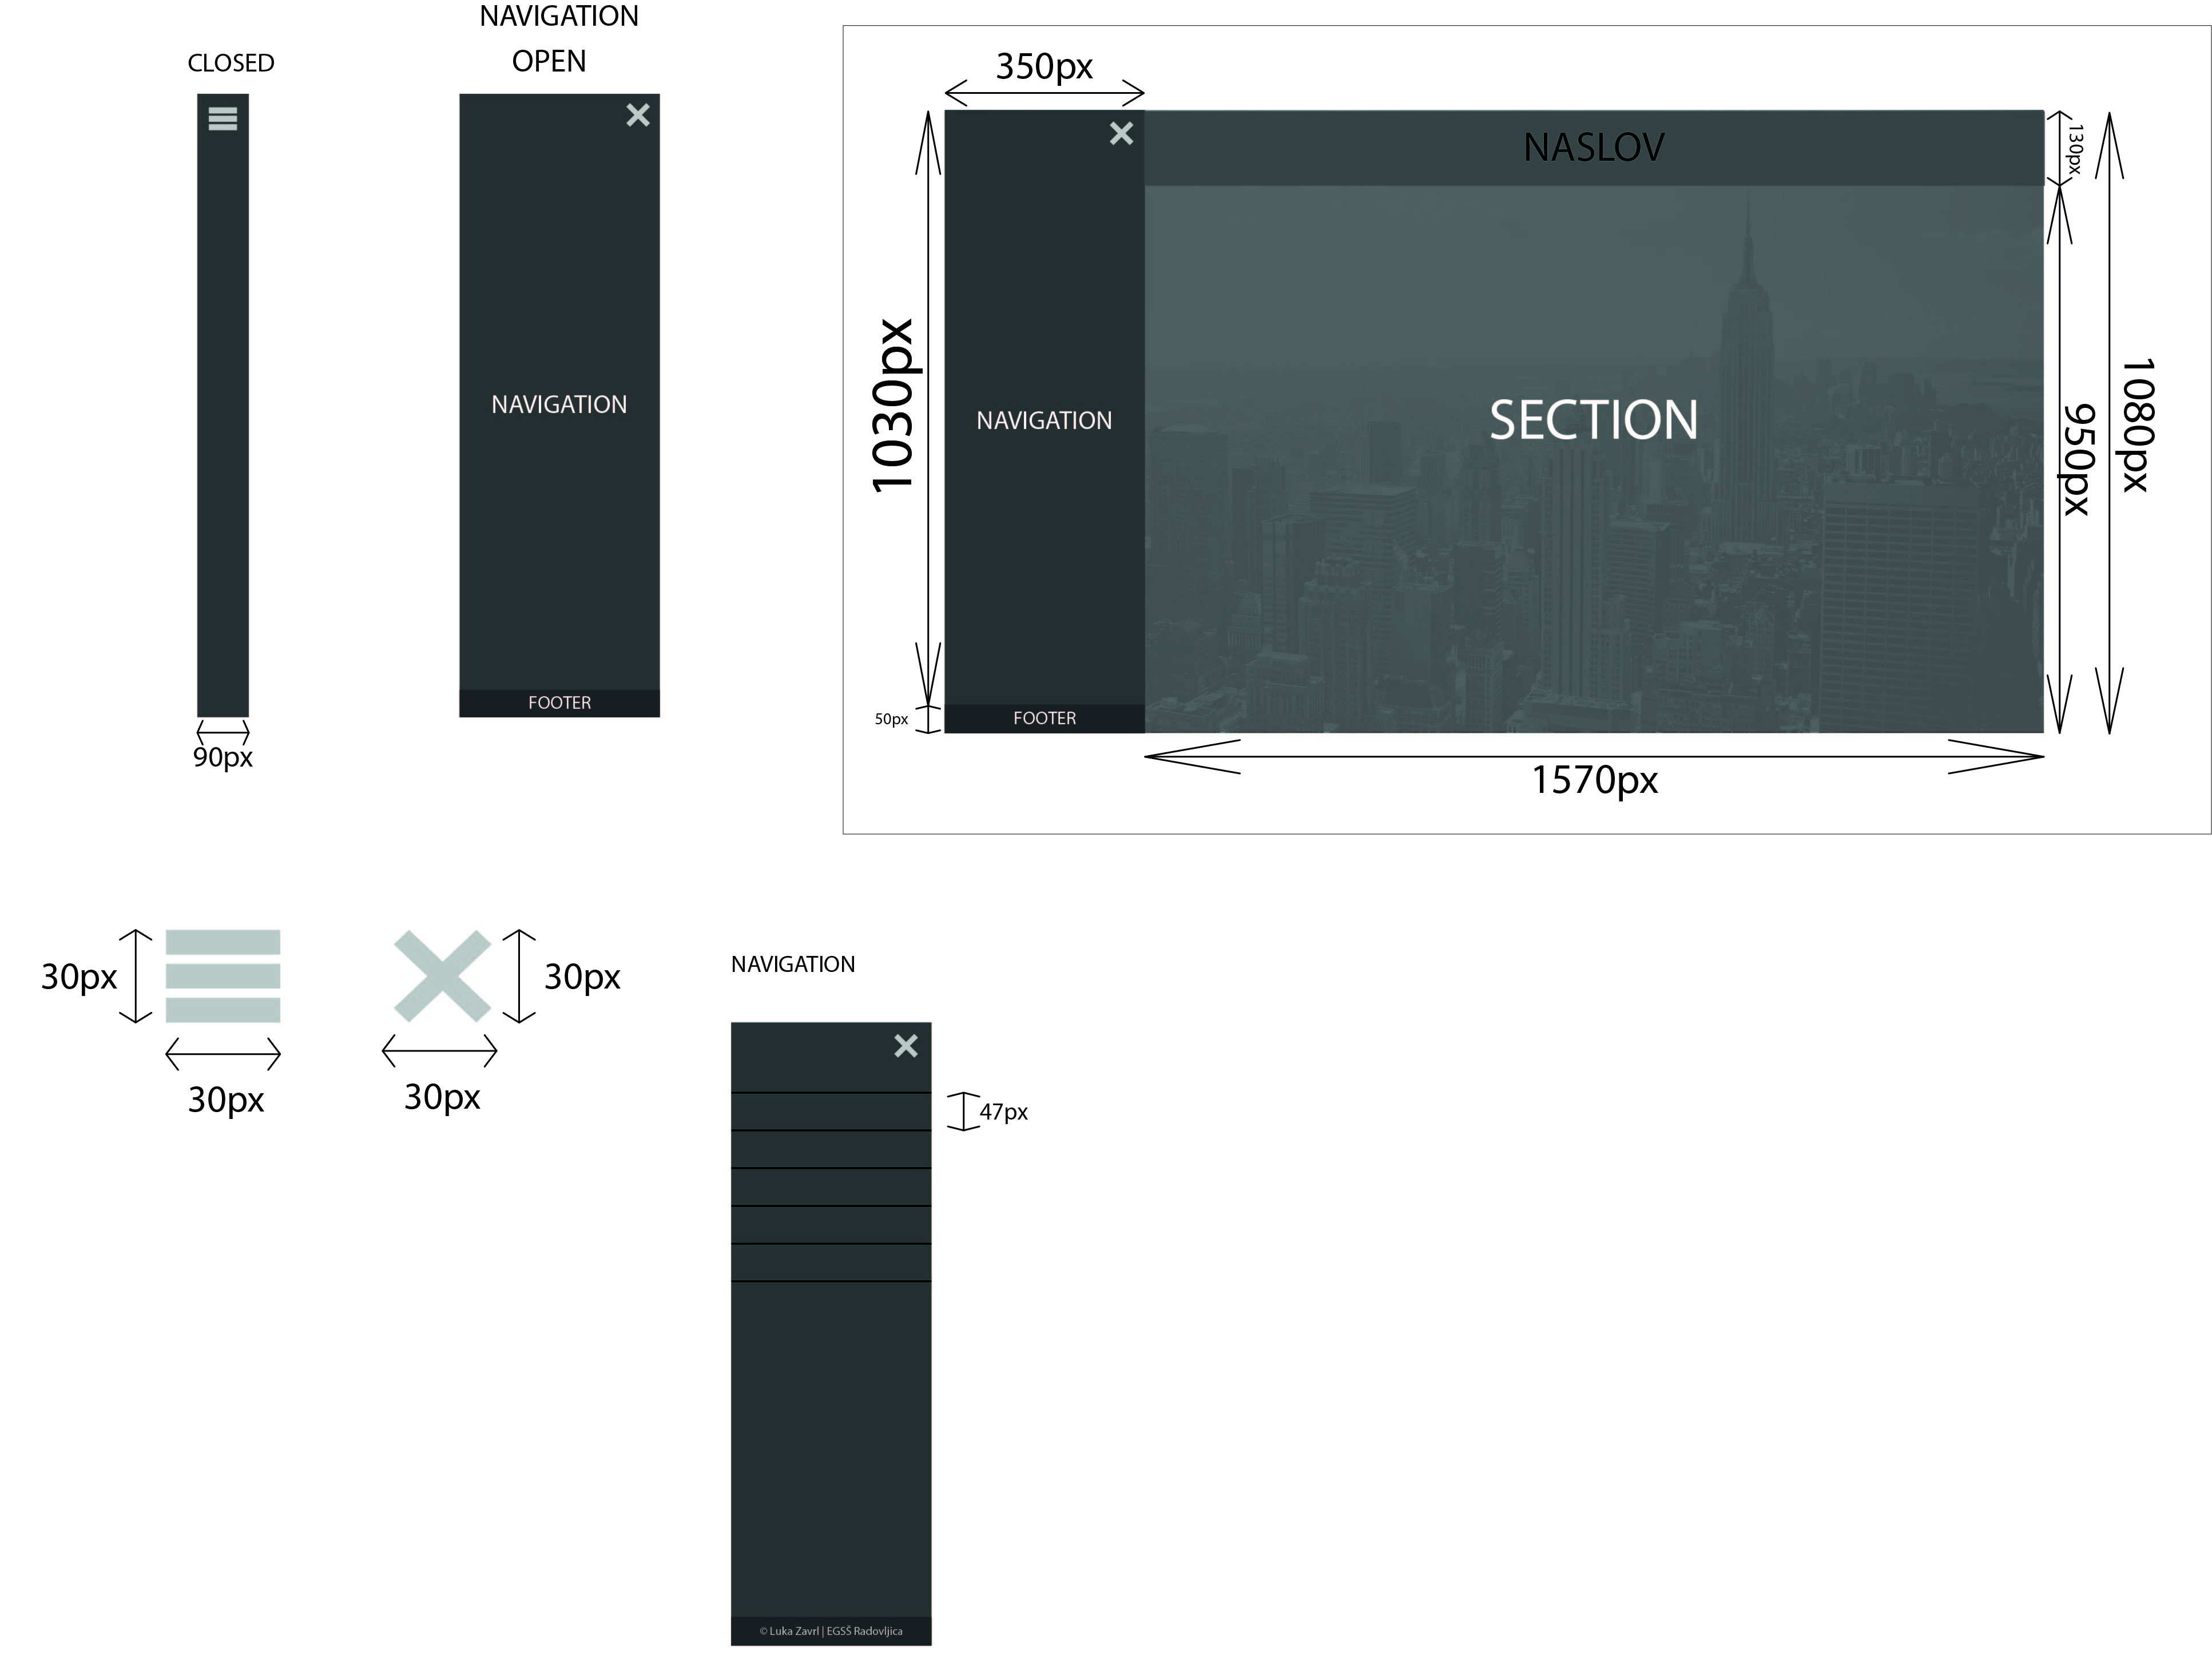 NAVIGATION
OPEN
CLOSED
NAVIGATION
FOOTER
90px
350px
NASLOV
130px
1030px
NAVIGATION
SECTION
950px
1080px
50px
FOOTER
1570px
30px
30px
30px
30px
NAVIGATION
47px
© Luka Zavrl | EGSŠ Radovljica